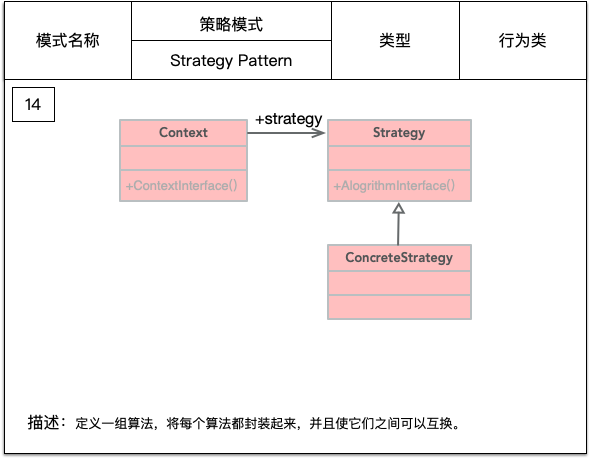 模式名称
策略模式
Strategy Pattern
类型
行为类
14
+strategy
Context
Strategy
+ContextInterface()
+AlogrithmInterface()
ConcreteStrategy
描述：定义一组算法，将每个算法都封装起来，并且使它们之间可以互换。